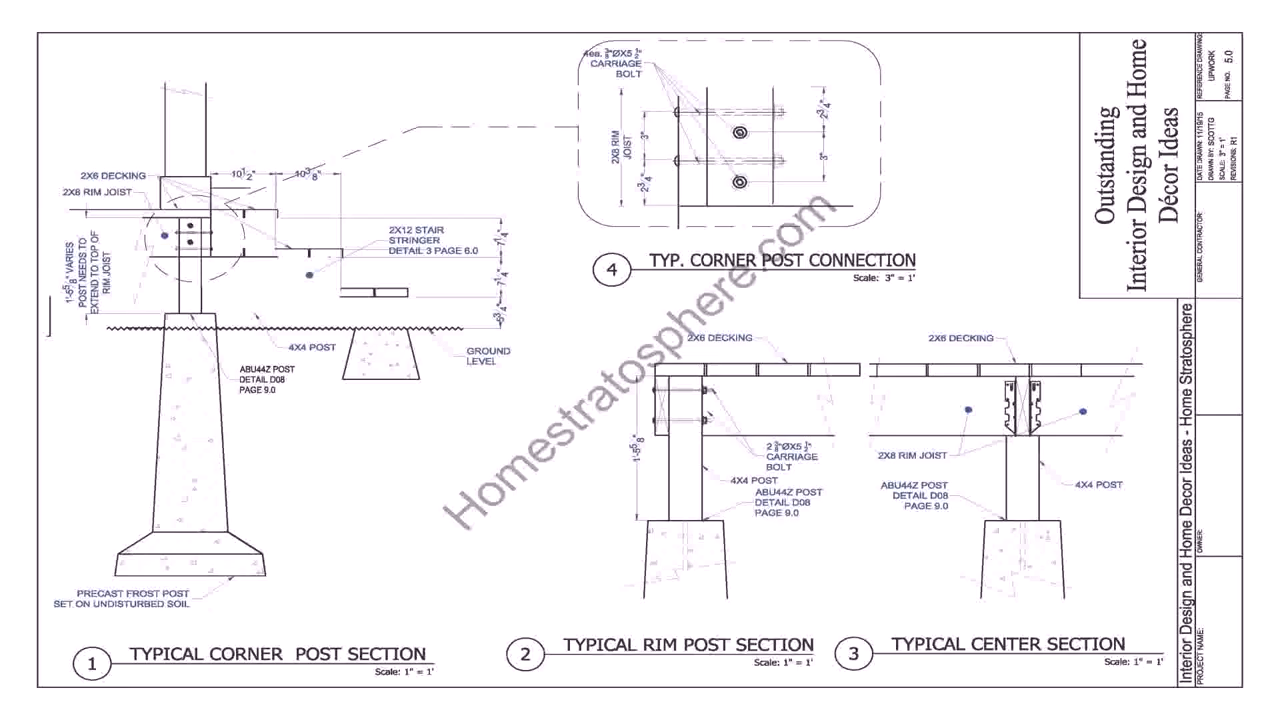 2X6 DECKING
2X8 RIM JOIST
10½"
10⅜"
1'-5⅝" VARIES
POST NEEDS TO
EXTEND TO TOP OF
RIM JOIST
2X12 STAIR
STRINGER
DETAIL 3 PAGE 6.0
7¼"
7¼"
5¾"
4X4 POST
GROUND
LEVEL
ABU44Z POST
DETAIL D08
PAGE 9.0
PRECAST FROST POST
SET ON UNDISTURBED SOIL
1
TYPICAL CORNER POST SECTION
Scale: 1" = 1'
4ea. ⅜"ØX5 ½"
CARRIAGE
BOLT
2X8 RIM
JOIST
3"
2¾"
2¾"
3"
4
TYP. CORNER POST CONNECTION
Scale: 3" = 1'
2X6 DECKING
1'-5⅝"
2 ⅜"ØX5 ½"
CARRIAGE
BOLT
4X4 POST
ABU44Z POST
DETAIL D08
PAGE 9.0
2
TYPICAL RIM POST SECTION
Scale: 1" = 1'
2X6 DECKING
2X8 RIM JOIST
ABU44Z POST
DETAIL D08
PAGE 9.0
4X4 POST
3
TYPICAL CENTER SECTION
Scale: 1" = 1'
Homestratosphere.com
Outstanding
Interior Design and Home
Décor Ideas
REFERENCE DRAWING:
UPWORK
PAGE NO. 5.0
DATE DRAWN: 11/19/15
DRAWN BY: SCOTTG
SCALE: 3" = 1'
REVISIONS: R1
GENERAL CONTRACTOR:
OWNER:
Interior Design and Home Decor Ideas - Home Stratosphere
PROJECT NAME: